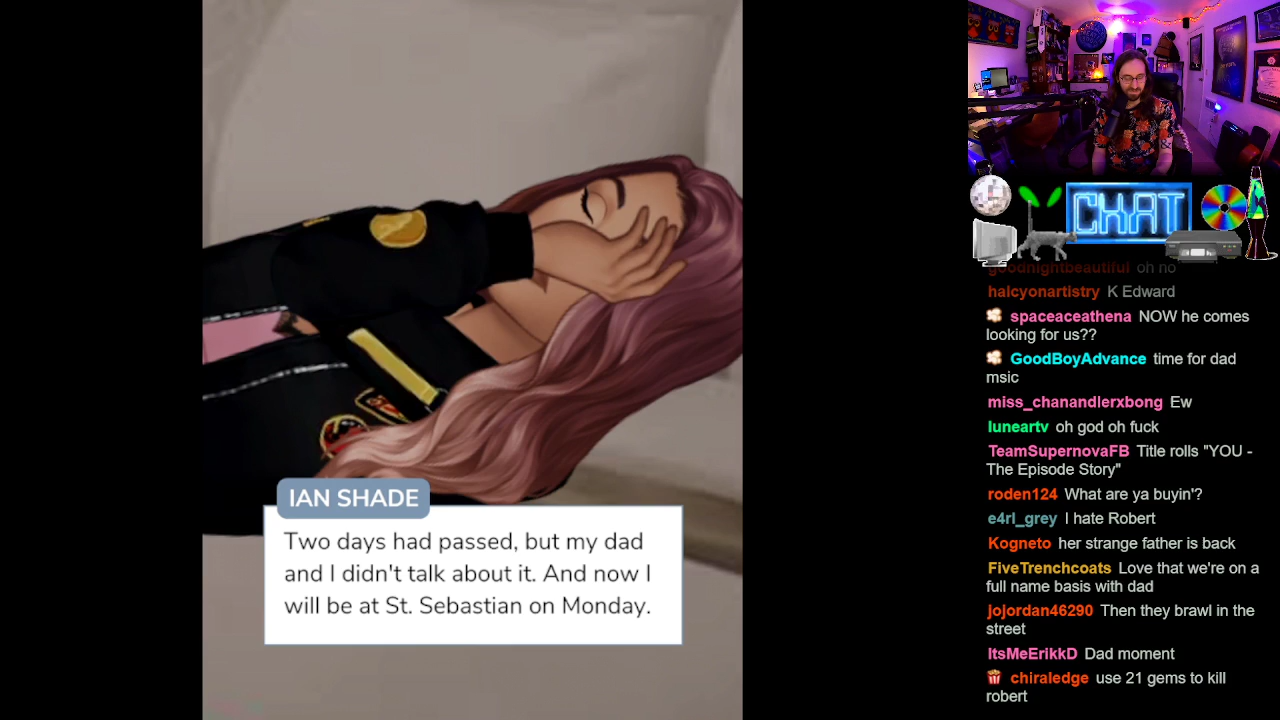 IAN SHADE
Two days had passed, but my dad
and I didn't talk about it. And now I
will be at St. Sebastian on Monday.
CHAT
goodnightbeautiful oh no
halcyonartistry K Edward
spaceaceathena NOW he comes
looking for us??
GoodBoyAdvance time for dad
msic
miss_chanandlerxbong Ew
luneartv oh god oh fuck
TeamSupernovaFB Title rolls "YOU -
The Episode Story"
roden124 What are ya buyin'?
e4rl_grey I hate Robert
Kogneto her strange father is back
FiveTrenchcoats Love that we're on a
full name basis with dad
jojordan46290 Then they brawl in the
street
ItsMeErikkD Dad moment
chiraledge use 21 gems to kill
robert